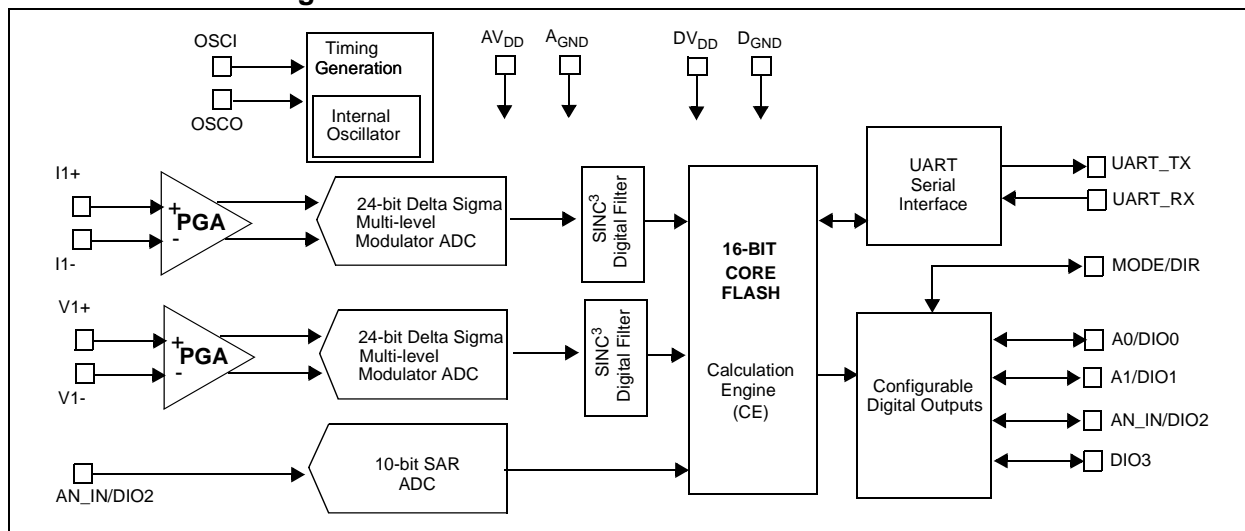 OSCI
OSCO
Timing
Generation
Internal
Oscillator
AVDD
AGND
DVDD
DGND
I1+
I1-
+
-
PGA
24-bit Delta Sigma
Multi-level
Modulator ADC
SINC3
Digital Filter
V1+
V1-
+
-
PGA
24-bit Delta Sigma
Multi-level
Modulator ADC
SINC3
Digital Filter
AN_IN/DIO2
10-bit SAR
ADC
16-BIT
CORE
FLASH
Calculation
Engine
(CE)
UART
Serial
Interface
UART_TX
UART_RX
MODE/DIR
Configurable
Digital Outputs
A0/DIO0
A1/DIO1
AN_IN/DIO2
DIO3